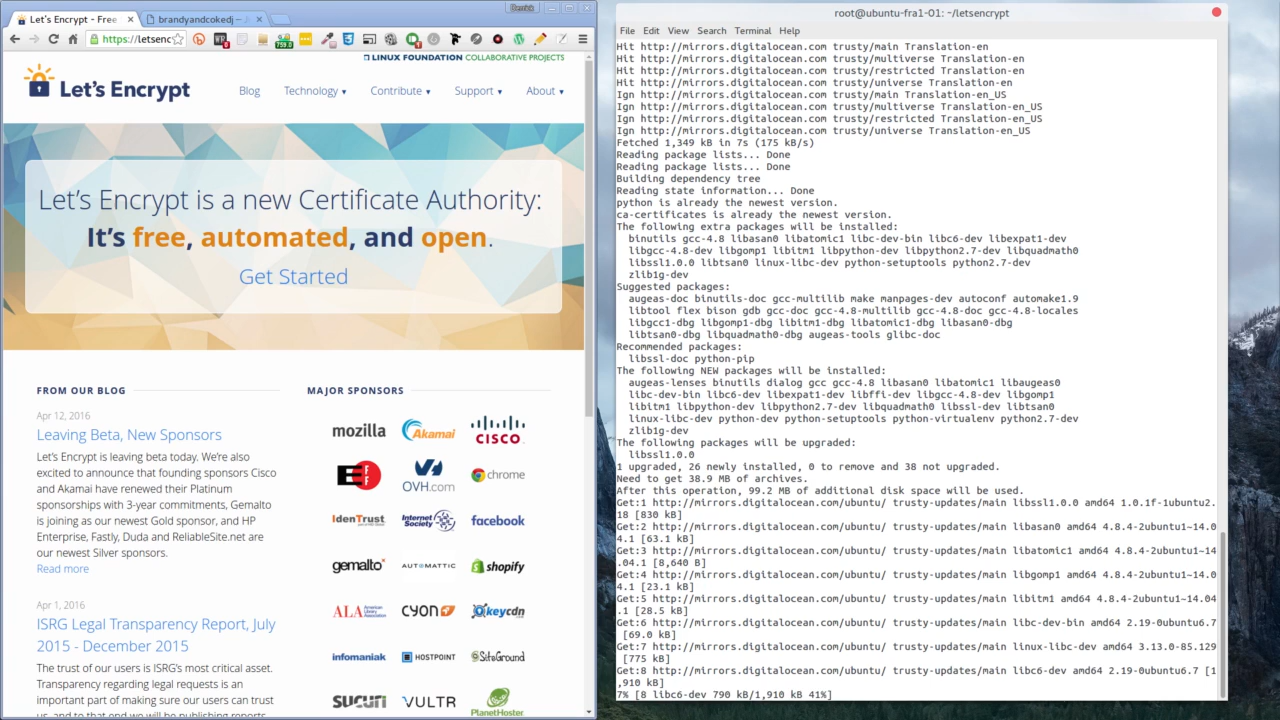 Let's Encrypt - Free
brandyandcokedj – 
Derrick
https://letsenc
759.0
LINUX FOUNDATION COLLABORATIVE PROJECTS
Let's Encrypt
Blog
Technology ▾
Contribute ▾
Support ▾
About ▾
Let's Encrypt is a new Certificate Authority:
It's free, automated, and open.
Get Started
FROM OUR BLOG
Apr 12, 2016
Leaving Beta, New Sponsors
Let's Encrypt is leaving beta today. We're also
excited to announce that founding sponsors Cisco
and Akamai have renewed their Platinum
sponsorships with 3-year commitments, Gemalto
is joining as our newest Gold sponsor, and HP
Enterprise, Fastly, Duda and ReliableSite.net are
our newest Silver sponsors.
Read more
Apr 1, 2016
ISRG Legal Transparency Report, July
2015 - December 2015
The trust of our users is ISRG's most critical asset.
Transparency regarding legal requests is an
important part of making sure our users can trust
us, and to that end we will be publishing reports
MAJOR SPONSORS
mozilla
Akamai
CISCO
EFF
OVH.com
chrome
IdenTrust
Internet Society
facebook
gemalto
AUTOMATTIC
shopify
ALA American Library Association
CYON
keycdn
infomaniak
HOSTPOINT
SiteGround
sucuri
VULTR
PlanetHoster
root@ubuntu-fra1-01: ~/letsencrypt
File Edit View Search Terminal Help
Hit http://mirrors.digitalocean.com trusty/main Translation-en
Hit http://mirrors.digitalocean.com trusty/multiverse Translation-en
Hit http://mirrors.digitalocean.com trusty/restricted Translation-en
Hit http://mirrors.digitalocean.com trusty/universe Translation-en
Ign http://mirrors.digitalocean.com trusty/main Translation-en_US
Ign http://mirrors.digitalocean.com trusty/multiverse Translation-en_US
Ign http://mirrors.digitalocean.com trusty/restricted Translation-en_US
Ign http://mirrors.digitalocean.com trusty/universe Translation-en_US
Fetched 1,349 kB in 7s (175 kB/s)
Reading package lists... Done
Reading package lists... Done
Building dependency tree
Reading state information... Done
python is already the newest version.
ca-certificates is already the newest version.
The following extra packages will be installed:
binutils gcc-4.8 libasan0 libatomic1 libc-dev-bin libc6-dev libexpat1-dev
libgcc-4.8-dev libgomp1 libitm1 libpython-dev libpython2.7-dev libquadmath0
libssl1.0.0 libtsan0 linux-libc-dev python-setuptools python2.7-dev
zlib1g-dev
Suggested packages:
augeas-doc binutils-doc gcc-multilib make manpages-dev autoconf automake1.9
libtool flex bison gdb gcc-doc gcc-4.8-multilib gcc-4.8-doc gcc-4.8-locales
libgcc1-dbg libgomp1-dbg libitm1-dbg libatomic1-dbg libasan0-dbg
libtsan0-dbg libquadmath0-dbg augeas-tools glibc-doc
Recommended packages:
libssl-doc python-pip
The following NEW packages will be installed:
augeas-lenses binutils dialog gcc gcc-4.8 libasan0 libatomic1 libaugeas0
libc-dev-bin libc6-dev libexpat1-dev libffi-dev libgcc-4.8-dev libgomp1
libitm1 libpython-dev libpython2.7-dev libquadmath0 libssl-dev libtsan0
linux-libc-dev python-dev python-setuptools python-virtualenv python2.7-dev
zlib1g-dev
The following packages will be upgraded:
libssl1.0.0
1 upgraded, 26 newly installed, 0 to remove and 38 not upgraded.
Need to get 38.9 MB of archives.
After this operation, 99.2 MB of additional disk space will be used.
Get:1 http://mirrors.digitalocean.com/ubuntu/ trusty-updates/main libssl1.0.0 amd64 1.0.1f-1ubuntu2.
18 [830 kB]
Get:2 http://mirrors.digitalocean.com/ubuntu/ trusty-updates/main libasan0 amd64 4.8.4-2ubuntu1~14.0
4.1 [63.1 kB]
Get:3 http://mirrors.digitalocean.com/ubuntu/ trusty-updates/main libatomic1 amd64 4.8.4-2ubuntu1~14
.04.1 [8,640 B]
Get:4 http://mirrors.digitalocean.com/ubuntu/ trusty-updates/main libgomp1 amd64 4.8.4-2ubuntu1~14.0
4.1 [23.1 kB]
Get:5 http://mirrors.digitalocean.com/ubuntu/ trusty-updates/main libitm1 amd64 4.8.4-2ubuntu1~14.04
.1 [28.5 kB]
Get:6 http://mirrors.digitalocean.com/ubuntu/ trusty-updates/main libc-dev-bin amd64 2.19-0ubuntu6.7
[69.0 kB]
Get:7 http://mirrors.digitalocean.com/ubuntu/ trusty-updates/main linux-libc-dev amd64 3.13.0-85.129
[775 kB]
Get:8 http://mirrors.digitalocean.com/ubuntu/ trusty-updates/main libc6-dev amd64 2.19-0ubuntu6.7 [1
,910 kB]
7% [8 libc6-dev 790 kB/1,910 kB 41%]